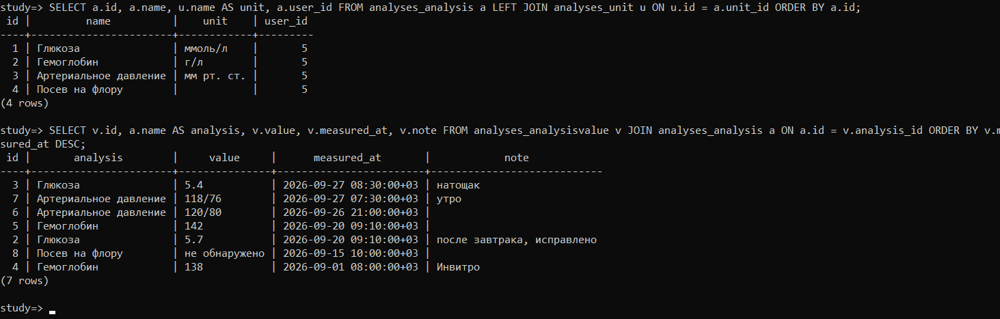 study=> SELECT a.id, a.name, u.name AS unit, a.user_id FROM analyses_analysis a LEFT JOIN analyses_unit u ON u.id = a.unit_id ORDER BY a.id;
 id |         name          |    unit    | user_id
----+-----------------------+------------+---------
  1 | Глюкоза               | ммоль/л    |       5
  2 | Гемоглобин            | г/л        |       5
  3 | Артериальное давление | мм рт. ст. |       5
  4 | Посев на флору        |            |       5
(4 rows)
study=> SELECT v.id, a.name AS analysis, v.value, v.measured_at, v.note FROM analyses_analysisvalue v JOIN analyses_analysis a ON a.id = v.analysis_id ORDER BY v.m
sured_at DESC;
 id |       analysis        |     value     |      measured_at       |            note
----+-----------------------+---------------+------------------------+----------------------------
  3 | Глюкоза               | 5.4           | 2026-09-27 08:30:00+03 | натощак
  7 | Артериальное давление | 118/76        | 2026-09-27 07:30:00+03 | утро
  6 | Артериальное давление | 120/80        | 2026-09-26 21:00:00+03 |
  5 | Гемоглобин            | 142           | 2026-09-20 09:10:00+03 |
  2 | Глюкоза               | 5.7           | 2026-09-20 09:10:00+03 | после завтрака, исправлено
  8 | Посев на флору        | не обнаружено | 2026-09-15 10:00:00+03 |
  4 | Гемоглобин            | 138           | 2026-09-01 08:00:00+03 | Инвитро
(7 rows)
study=>